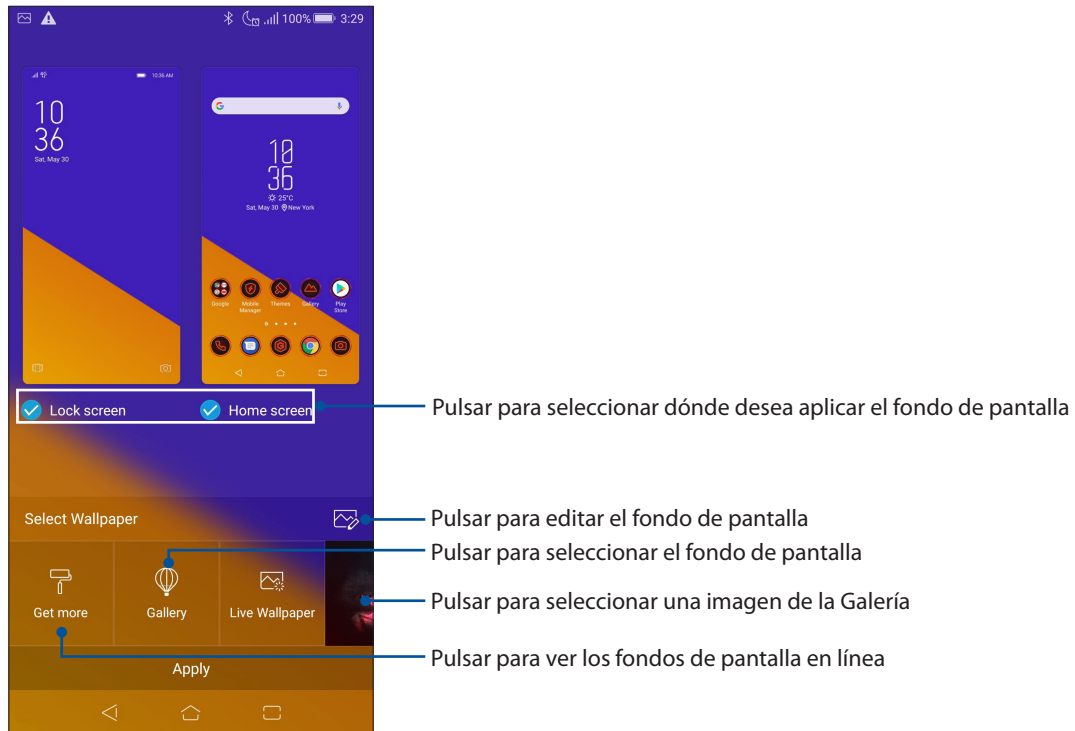 100% 3:29
10:36 AM
10
36
Sat, May 30
G
10
36
25°C
Sat, May 30 New York
Google Mobile Manager Themes Gallery Play Store
Lock screen Home screen
Pulsar para seleccionar dónde desea aplicar el fondo de pantalla
Select Wallpaper
Pulsar para editar el fondo de pantalla
Pulsar para seleccionar el fondo de pantalla
Get more Gallery Live Wallpaper
Pulsar para seleccionar una imagen de la Galería
Pulsar para ver los fondos de pantalla en línea
Apply